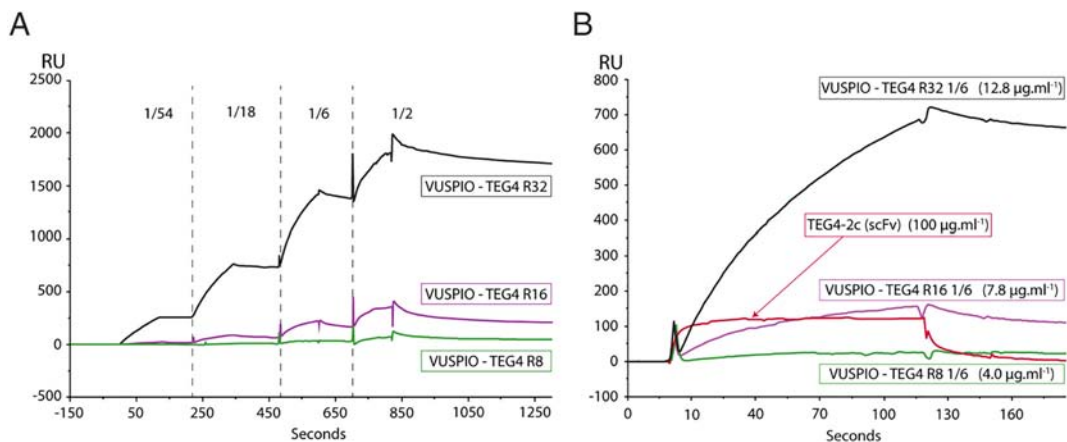 A
RU
2500
2000
1500
1000
500
0
-500
-150
50
250
450
650
850
1050
1250
Seconds
1/54
1/18
1/6
1/2
VUSPIO - TEG4 R32
VUSPIO - TEG4 R16
VUSPIO - TEG4 R8
B
RU
800
700
600
500
400
300
200
100
0
-100
0
10
40
70
100
130
160
Seconds
VUSPIO - TEG4 R32 1/6 (12.8 µg.ml⁻¹)
TEG4-2c (scFv) (100 µg.ml⁻¹)
VUSPIO - TEG4 R16 1/6 (7.8 µg.ml⁻¹)
VUSPIO - TEG4 R8 1/6 (4.0 µg.ml⁻¹)